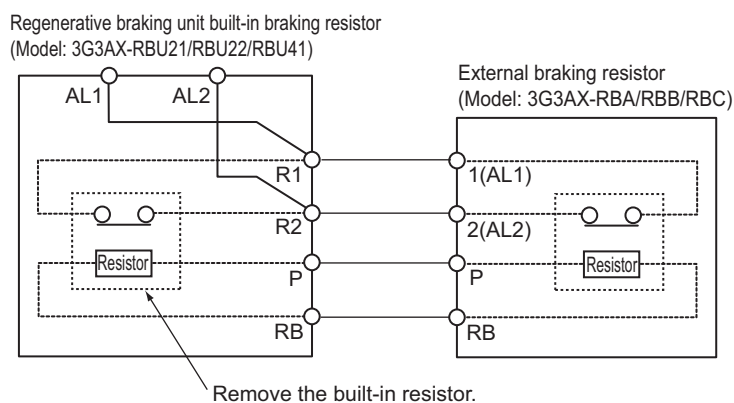 Regenerative braking unit built-in braking resistor
(Model: 3G3AX-RBU21/RBU22/RBU41)
External braking resistor
(Model: 3G3AX-RBA/RBB/RBC)
AL1
AL2
R1
1(AL1)
R2
2(AL2)
Resistor
P
P
Resistor
RB
RB
Remove the built-in resistor.